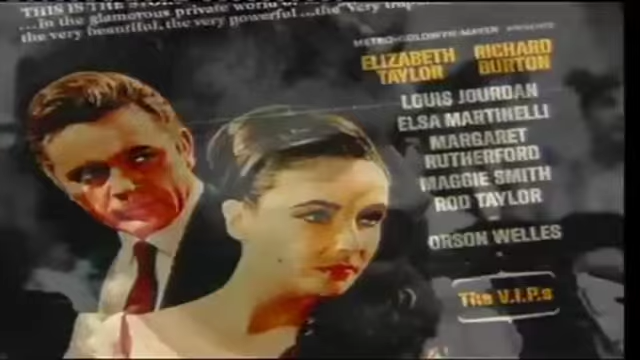 THIS IS THE STORY
...In the glamorous private world of
the very beautiful, the very powerful ...the very
METRO-GOLDWYN-MAYER PRESENTS
ELIZABETH TAYLOR
RICHARD BURTON
LOUIS JOURDAN
ELSA MARTINELLI
MARGARET
RUTHERFORD
MAGGIE SMITH
ROD TAYLOR
ORSON WELLES
The V.I.P.s